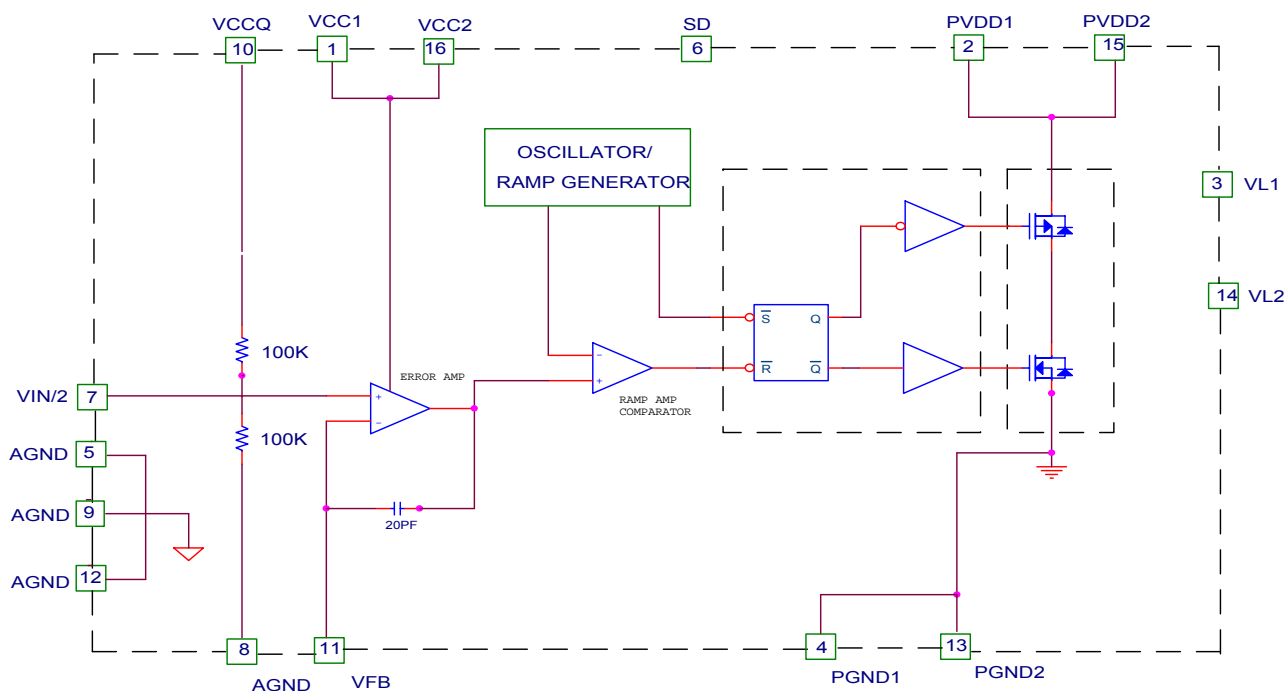 VCCQ
VCC1
VCC2
SD
PVDD1
PVDD2
10
1
16
6
2
15
OSCILLATOR/
RAMP GENERATOR
3
VL1
14
VL2
S
Q
R
Q
100K
100K
ERROR AMP
+
−
−
+
RAMP AMP
COMPARATOR
VIN/2
7
AGND
5
AGND
9
AGND
12
20PF
8
11
4
13
AGND
VFB
PGND1
PGND2